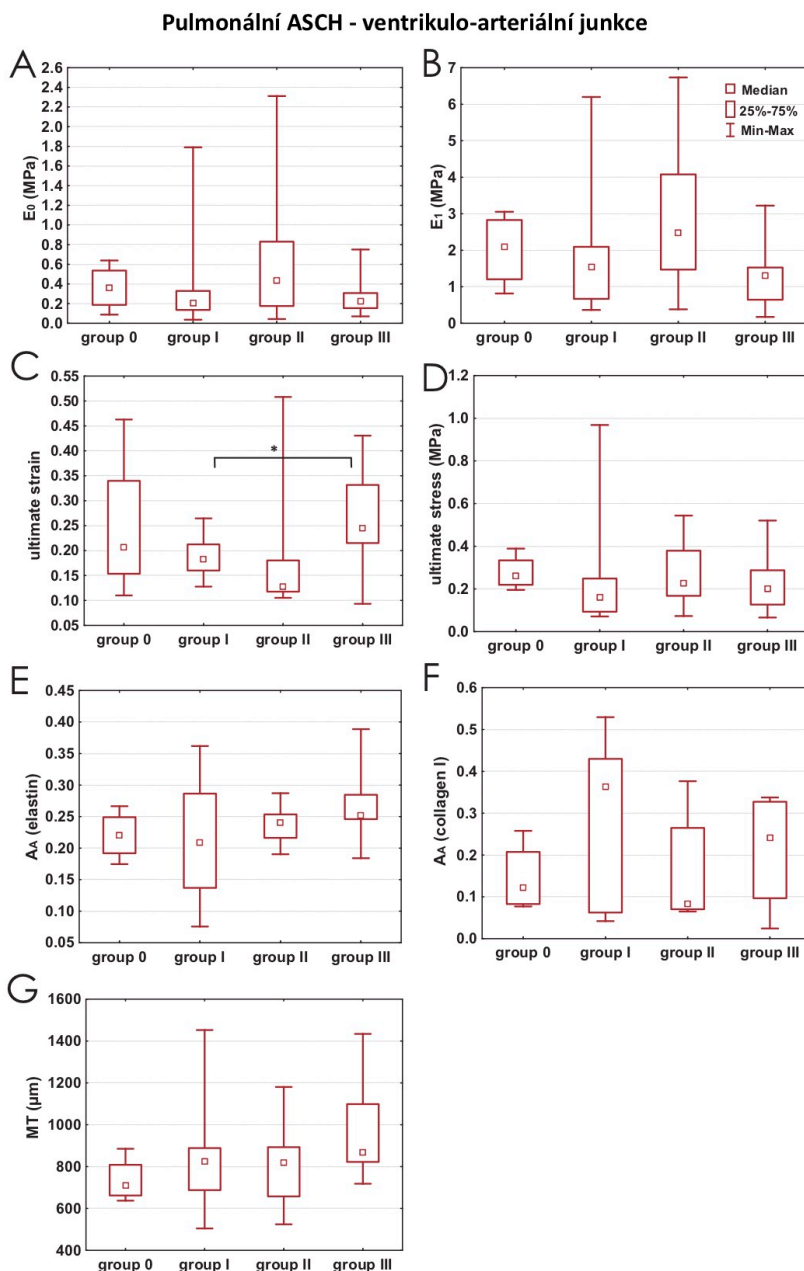 Pulmonální ASCH - ventrikulo-arteriální junkce
A
2.6
2.4
2.2
2.0
1.8
1.6
1.4
1.2
1.0
0.8
0.6
0.4
0.2
0.0
E0 (MPa)
group 0 group I group II group III
B
7
6
5
4
3
2
1
0
E1 (MPa)
Median
25%-75%
Min-Max
group 0 group I group II group III
C
0.55
0.50
0.45
0.40
0.35
0.30
0.25
0.20
0.15
0.10
0.05
ultimate strain
*
group 0 group I group II group III
D
1.2
1.0
0.8
0.6
0.4
0.2
0.0
ultimate stress (MPa)
group 0 group I group II group III
E
0.45
0.40
0.35
0.30
0.25
0.20
0.15
0.10
0.05
AA (elastin)
group 0 group I group II group III
F
0.6
0.5
0.4
0.3
0.2
0.1
0.0
AA (collagen I)
group 0 group I group II group III
G
1600
1400
1200
1000
800
600
400
MT (µm)
group 0 group I group II group III